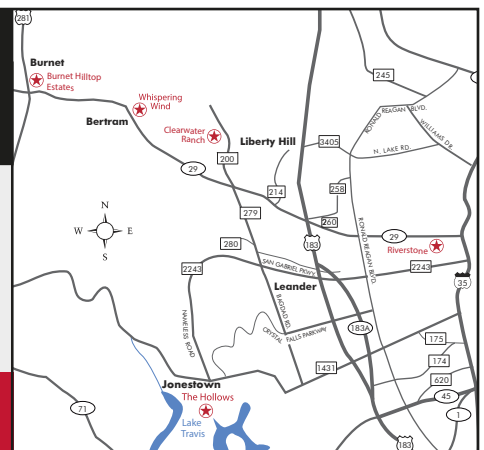 281
Burnet
Burnet Hilltop
Estates
Whispering
Wind
Bertram
Clearwater
Ranch
Liberty Hill
245
RONALD REAGAN BLVD.
WILLIAMS DR.
3405
N. LAKE RD.
200
29
214
258
279
260
N
W
E
S
280
183
29
Riverstone
RONALD REAGAN BLVD.
2243
SAN GABRIEL PKWY.
2243
35
Leander
BAGDAD RD.
NAMELESS ROAD
CRYSTAL FALLS PARKWAY
183A
175
174
1431
620
Jonestown
The Hollows
45
71
1
Lake
Travis
183